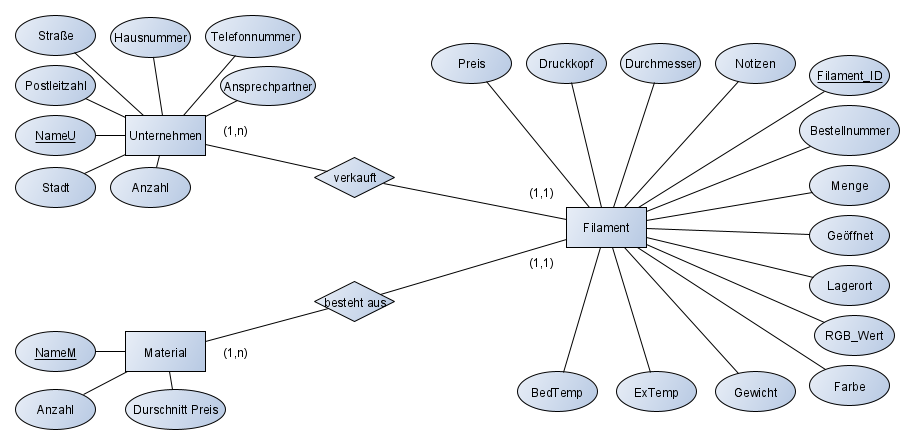 Straße
Hausnummer
Telefonnummer
Postleitzahl
Ansprechpartner
NameU
Unternehmen
(1,n)
Stadt
Anzahl
verkauft
Preis
Druckkopf
Durchmesser
Notizen
Filament_ID
Bestellnummer
Menge
(1,1)
Filament
Geöffnet
(1,1)
Lagerort
besteht aus
RGB_Wert
NameM
Material
(1,n)
Anzahl
Durschnitt Preis
BedTemp
ExTemp
Gewicht
Farbe